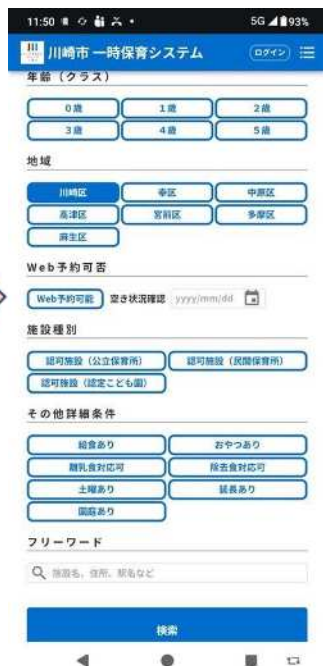 11:50 5G 93%
川崎市 一時保育システム ログイン
年齢（クラス）
0歳 1歳 2歳
3歳 4歳 5歳
地域
川崎区 幸区 中原区
高津区 宮前区 多摩区
麻生区
Web予約可否
Web予約可能 空き状況確認 yyyy/mm/dd
施設種別
認可施設（公立保育所） 認可施設（民間保育所）
認可施設（認定こども園）
その他詳細条件
給食あり おやつあり
離乳食対応可 除去食対応可
土曜あり 延長あり
園庭あり
フリーワード
施設名、住所、駅名など
検索